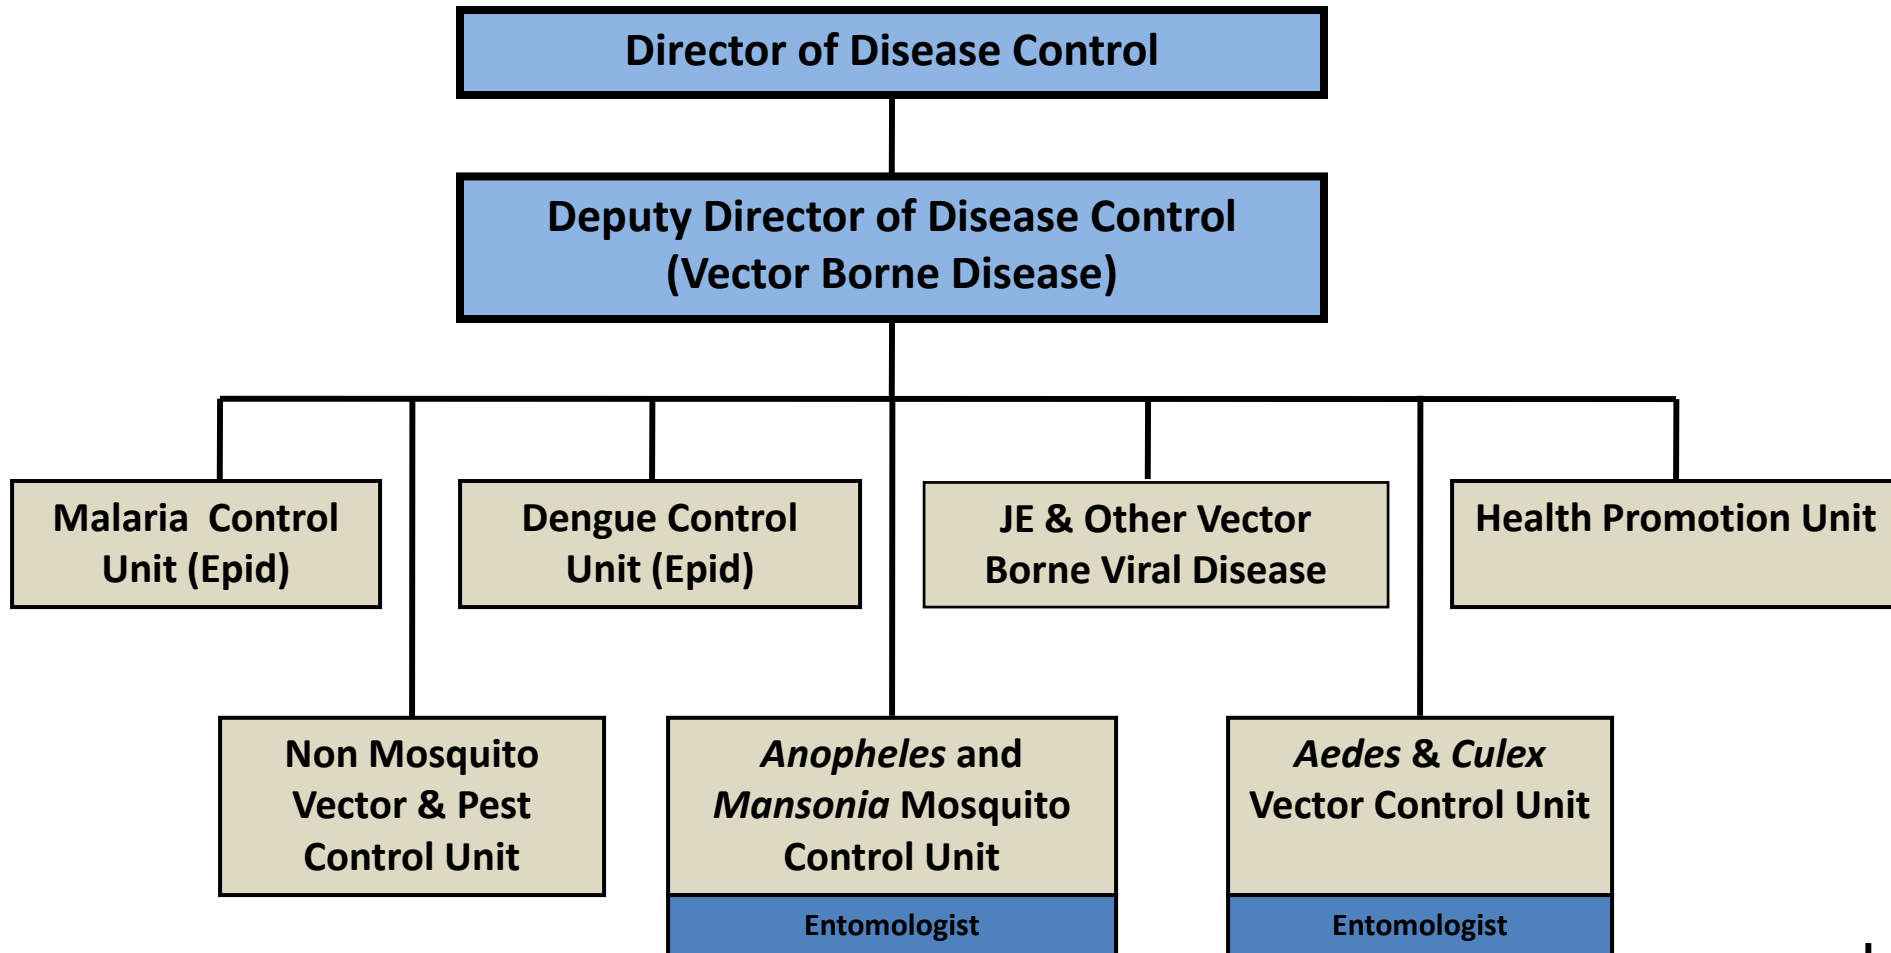 Director of Disease Control
Deputy Director of Disease Control
(Vector Borne Disease)
Malaria  Control
Unit (Epid)
Dengue Control
Unit (Epid)
JE & Other Vector
Borne Viral Disease
Health Promotion Unit
Non Mosquito
Vector & Pest
Control Unit
Anopheles and
Mansonia Mosquito
Control Unit
Entomologist
Aedes & Culex
Vector Control Unit
Entomologist